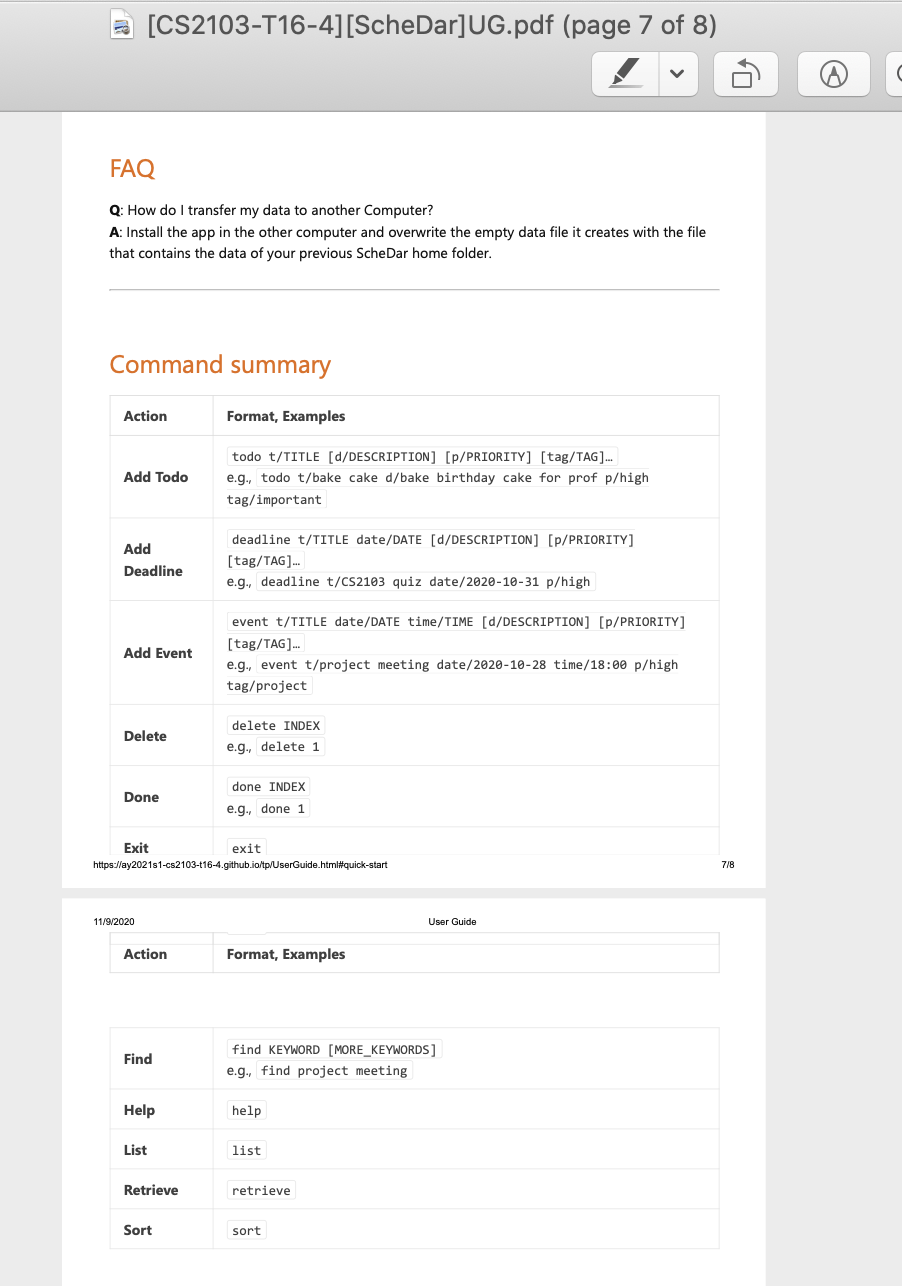 [CS2103-T16-4][ScheDar]UG.pdf (page 7 of 8)
FAQ
Q: How do I transfer my data to another Computer?
A: Install the app in the other computer and overwrite the empty data file it creates with the file
that contains the data of your previous ScheDar home folder.
Command summary
Action Format, Examples
Add Todo
todo t/TITLE [d/DESCRIPTION] [p/PRIORITY] [tag/TAG]…
e.g., todo t/bake cake d/bake birthday cake for prof p/high
tag/important
Add
Deadline
deadline t/TITLE date/DATE [d/DESCRIPTION] [p/PRIORITY]
[tag/TAG]…
e.g., deadline t/CS2103 quiz date/2020-10-31 p/high
Add Event
event t/TITLE date/DATE time/TIME [d/DESCRIPTION] [p/PRIORITY]
[tag/TAG]…
e.g., event t/project meeting date/2020-10-28 time/18:00 p/high
tag/project
Delete
delete INDEX
e.g., delete 1
Done
done INDEX
e.g., done 1
Exit exit
https://ay2021s1-cs2103-t16-4.github.io/tp/UserGuide.html#quick-start 7/8
11/9/2020 User Guide
Action Format, Examples
Find
find KEYWORD [MORE_KEYWORDS]
e.g., find project meeting
Help help
List list
Retrieve retrieve
Sort sort